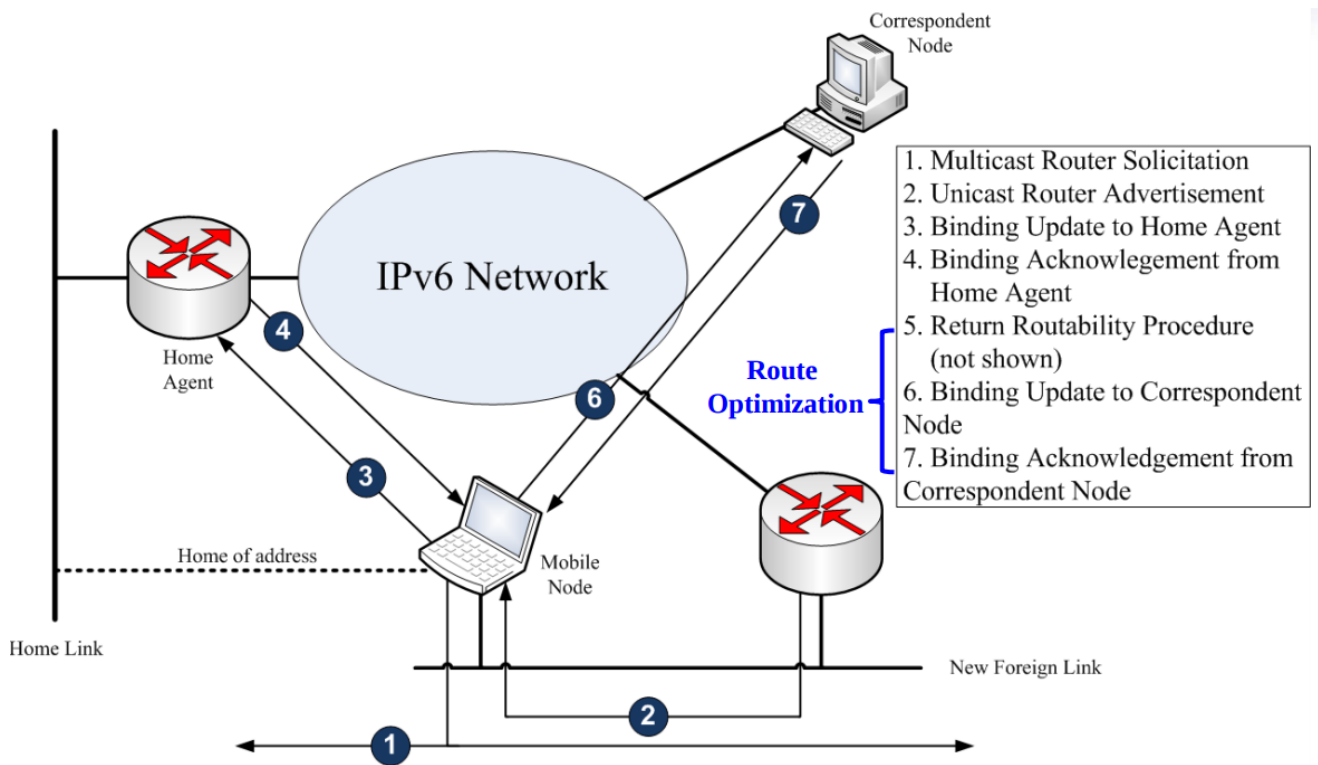 Correspondent
Node
1. Multicast Router Solicitation
2. Unicast Router Advertisement
3. Binding Update to Home Agent
4. Binding Acknowlegement from
Home Agent
5. Return Routability Procedure
(not shown)
6. Binding Update to Correspondent
Node
7. Binding Acknowledgement from
Correspondent Node
Route
Optimization
IPv6 Network
7
4
6
3
Home
Agent
Home of address
Mobile
Node
Home Link
New Foreign Link
2
1